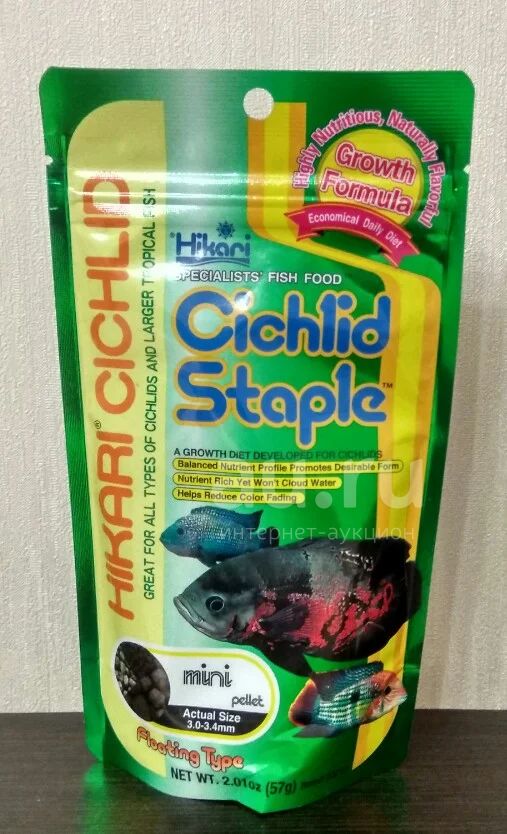 Highly Nutritious, Naturally Flavorful
Growth
Formula
Economical Daily Diet
HIKARI® CICHLID
GREAT FOR ALL TYPES OF CICHLIDS AND LARGER TROPICAL FISH
Hikari
SPECIALISTS' FISH FOOD
Cichlid
Staple™
A GROWTH DIET DEVELOPED FOR CICHLIDS
Balanced Nutrient Profile Promotes Desirable Form
Nutrient Rich Yet Won't Cloud Water
Helps Reduce Color Fading
.ru
интернет-аукцион
mini
pellet
Actual Size
3.0-3.4mm
Floating Type
NET WT. 2.01oz (57g)